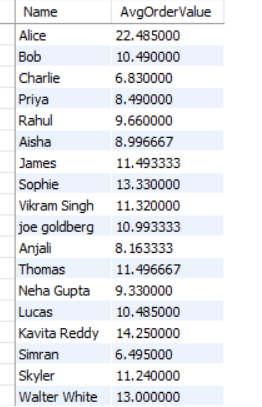 Name AvgOrderValue
Alice 22.485000
Bob 10.490000
Charlie 6.830000
Priya 8.490000
Rahul 9.660000
Aisha 8.996667
James 11.493333
Sophie 13.330000
Vikram Singh 11.320000
joe goldberg 10.993333
Anjali 8.163333
Thomas 11.496667
Neha Gupta 9.330000
Lucas 10.485000
Kavita Reddy 14.250000
Simran 6.495000
Skyler 11.240000
Walter White 13.000000